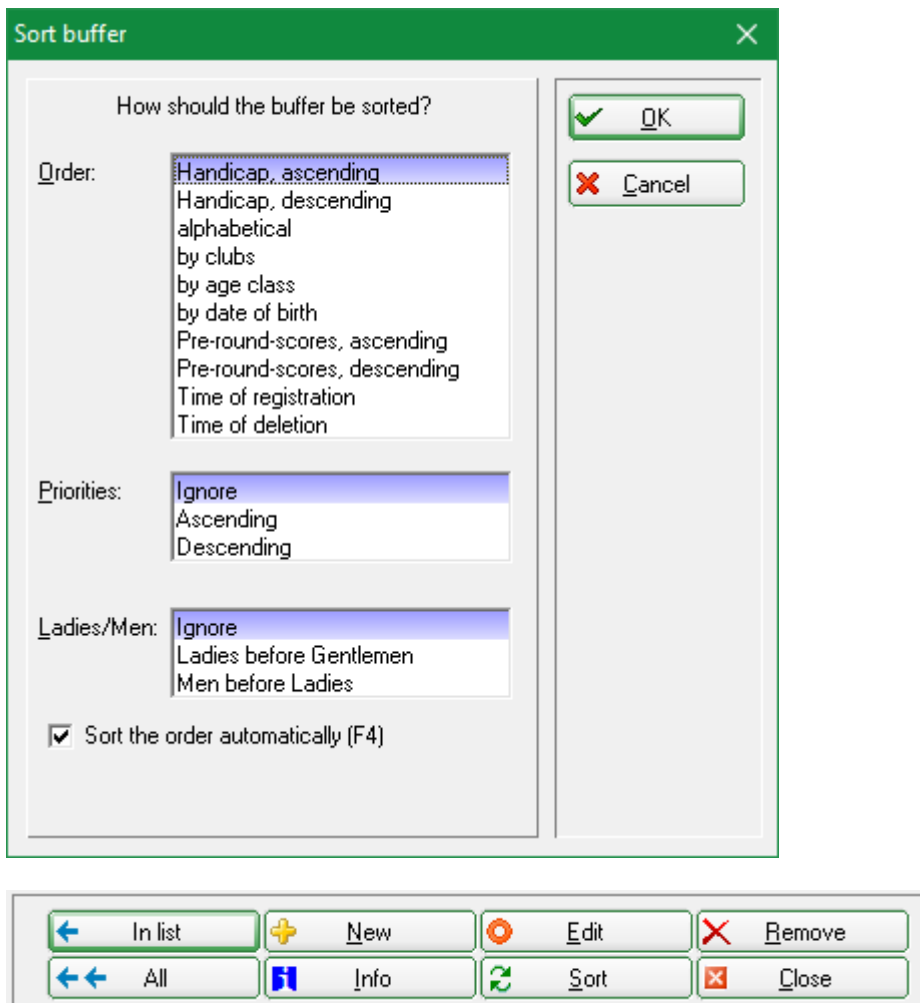 Sort buffer
How should the buffer be sorted?
OK
Cancel
Order:
Handicap, ascending
Handicap, descending
alphabetical
by clubs
by age class
by date of birth
Pre-round-scores, ascending
Pre-round-scores, descending
Time of registration
Time of deletion
Priorities:
Ignore
Ascending
Descending
Ladies/Men:
Ignore
Ladies before Gentlemen
Men before Ladies
Sort the order automatically (F4)
In list New Edit Remove
All Info Sort Close